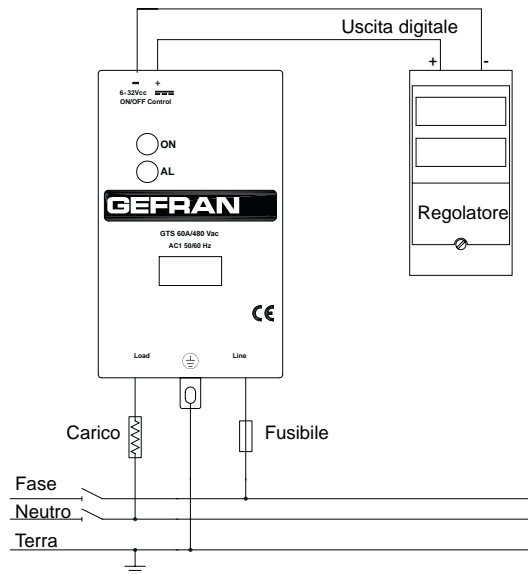 Uscita digitale
+ -
- +
6÷32Vcc
ON/OFF Control
ON
AL
GEFRAN
Regolatore
GTS 60A/480 Vac
AC1 50/60 Hz
CE
Load Line
Carico Fusibile
Fase
Neutro
Terra